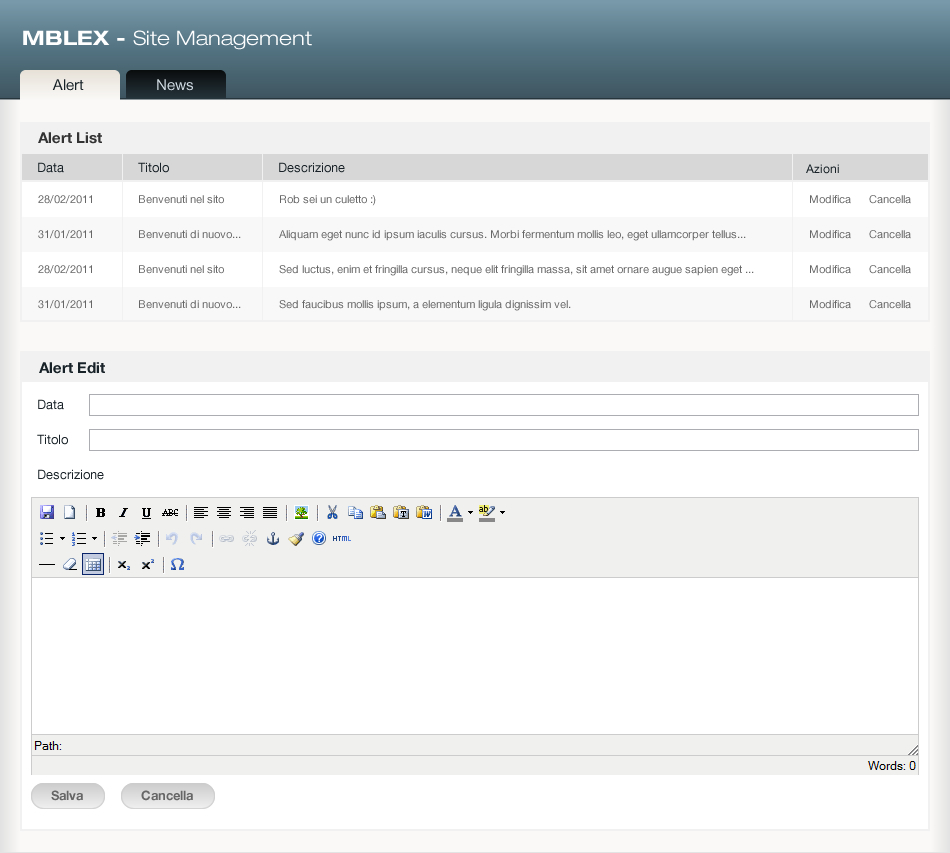 MBLEX - Site Management
Alert News
Alert List
Data Titolo Descrizione Azioni
28/02/2011 Benvenuti nel sito Rob sei un culetto :) Modifica Cancella
31/01/2011 Benvenuti di nuovo... Aliquam eget nunc id ipsum iaculis cursus. Morbi fermentum mollis leo, eget ullamcorper tellus... Modifica Cancella
28/02/2011 Benvenuti nel sito Sed luctus, enim et fringilla cursus, neque elit fringilla massa, sit amet ornare augue sapien eget ... Modifica Cancella
31/01/2011 Benvenuti di nuovo... Sed faucibus mollis ipsum, a elementum ligula dignissim vel. Modifica Cancella
Alert Edit
Data
Titolo
Descrizione
B I U ABC A ab
HTML
x₂ x² Ω
Path:
Words: 0
Salva Cancella